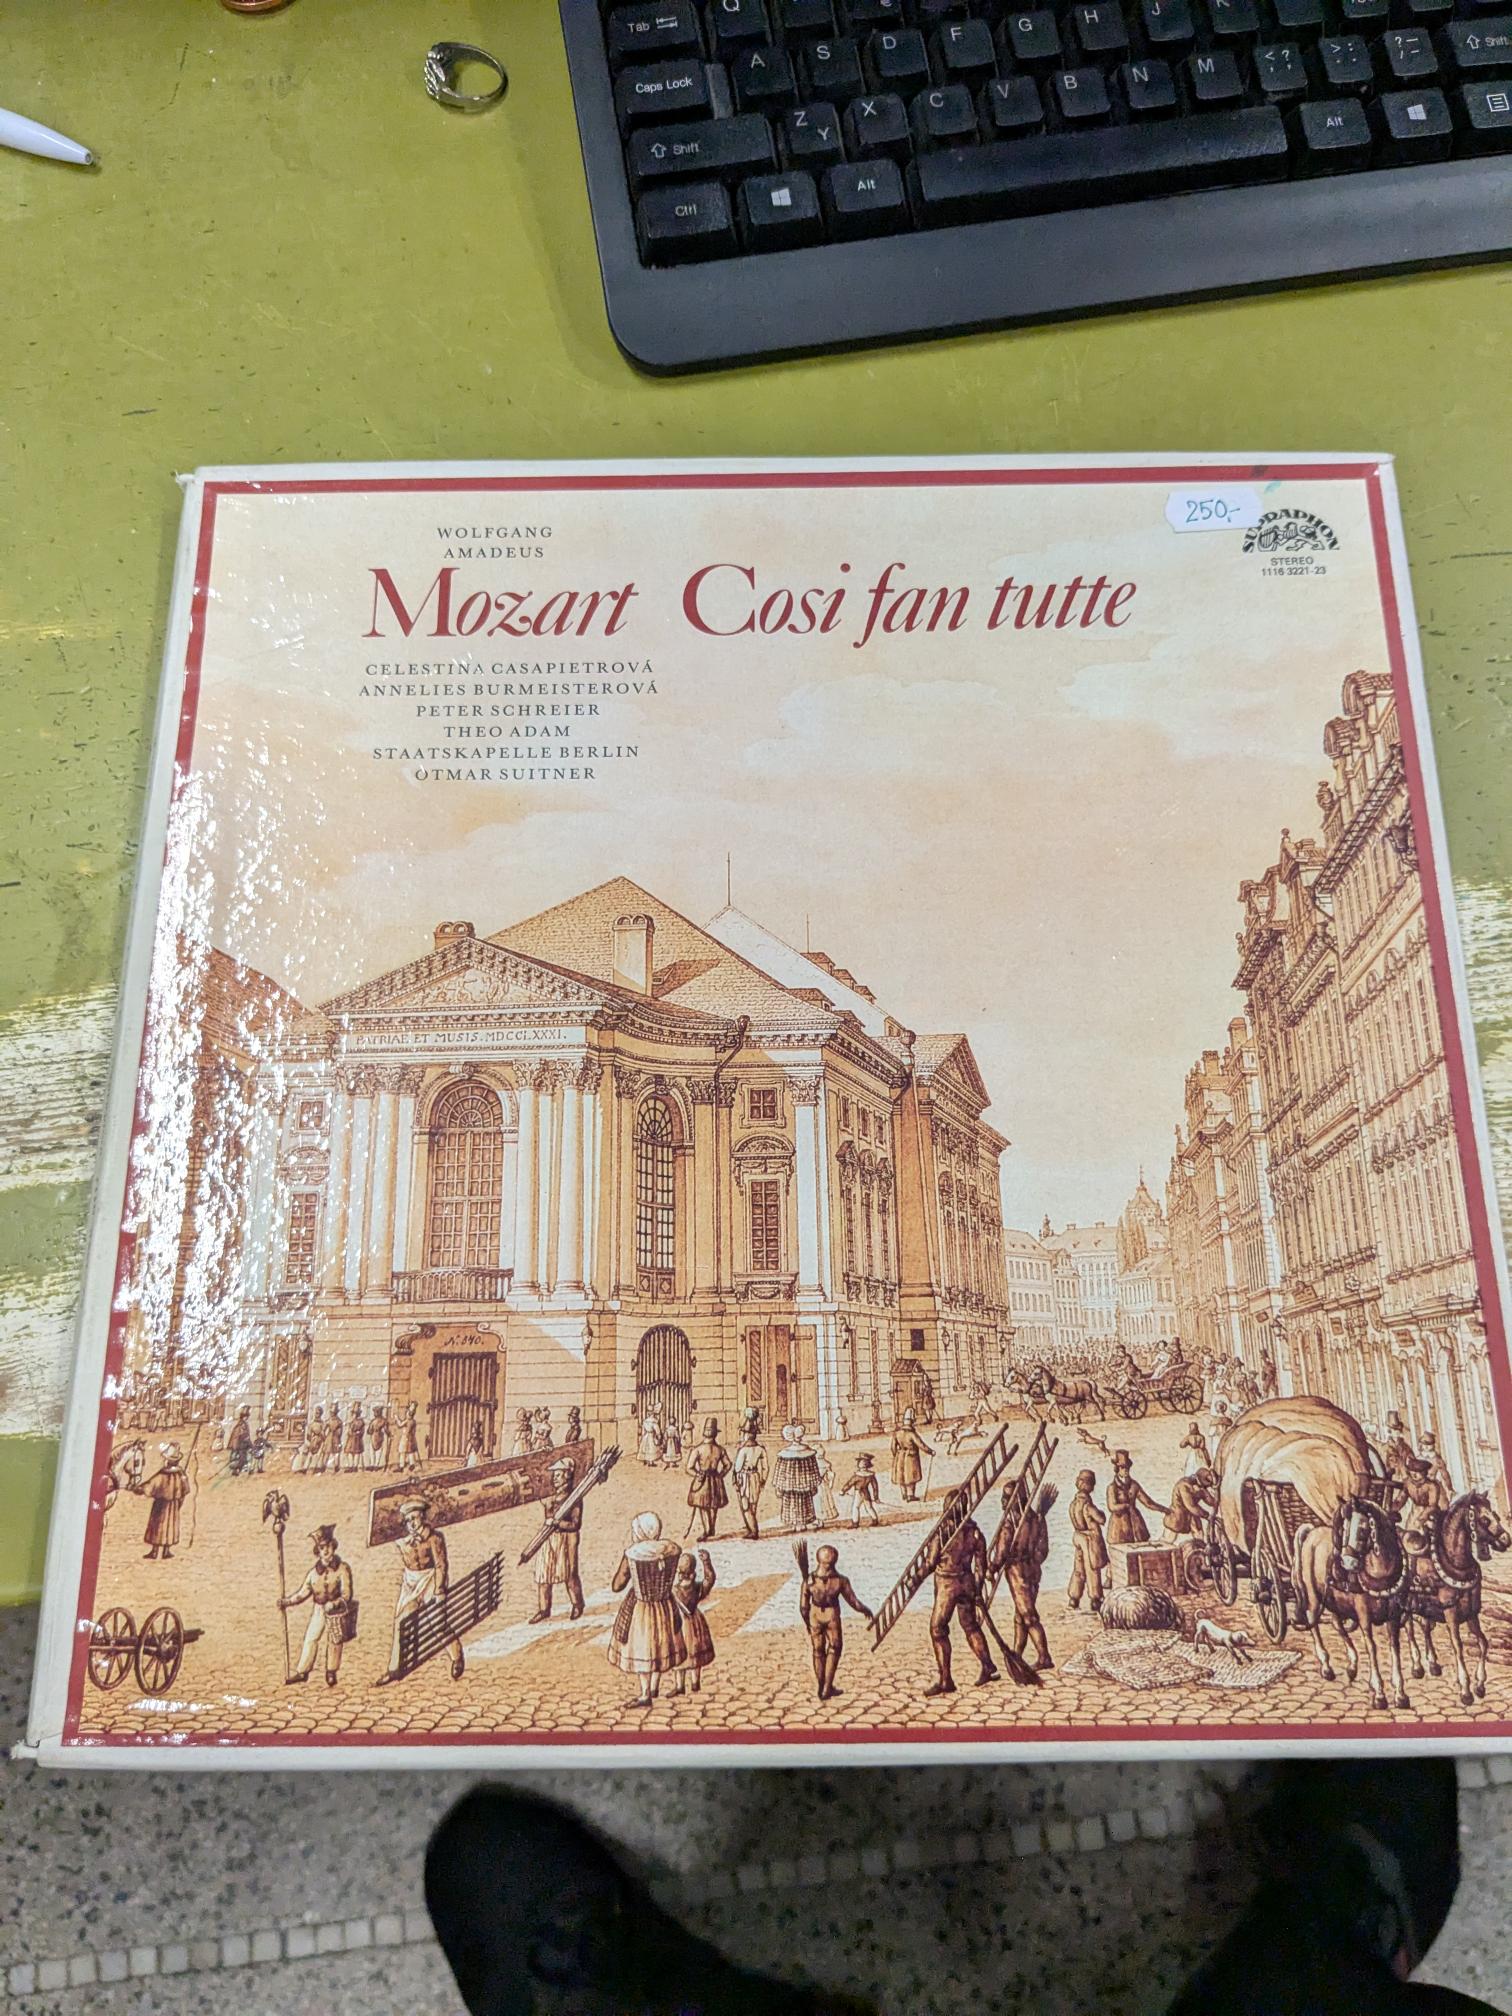 Tab
Q
A S D F G H J K
Caps Lock
Z Y X C V B N M < ? ; , > : . : ? / _ -
Shift
Shift
Ctrl
Alt
Alt
250,-
SUPRAPHON
STEREO
1116 3221-23
WOLFGANG
AMADEUS
Mozart Cosi fan tutte
CELESTINA CASAPIETROVÁ
ANNELIES BURMEISTEROVÁ
PETER SCHREIER
THEO ADAM
STAATSKAPELLE BERLIN
OTMAR SUITNER
PATRIAE ET MUSIS. MDCCLXXXI.
N. 540.